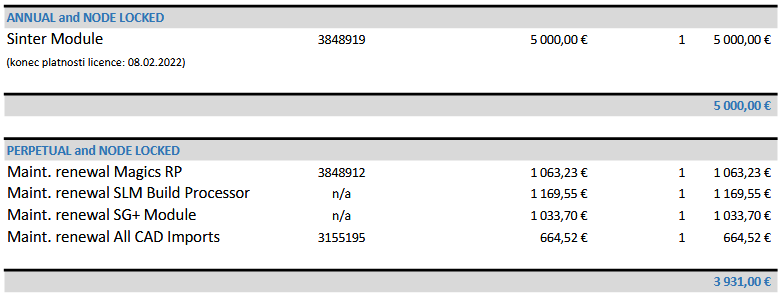 ANNUAL and NODE LOCKED
Sinter Module 3848919 5 000,00 € 1 5 000,00 €
(konec platnosti licence: 08.02.2022)
5 000,00 €
PERPETUAL and NODE LOCKED
Maint. renewal Magics RP 3848912 1 063,23 € 1 1 063,23 €
Maint. renewal SLM Build Processor n/a 1 169,55 € 1 1 169,55 €
Maint. renewal SG+ Module n/a 1 033,70 € 1 1 033,70 €
Maint. renewal All CAD Imports 3155195 664,52 € 1 664,52 €
3 931,00 €